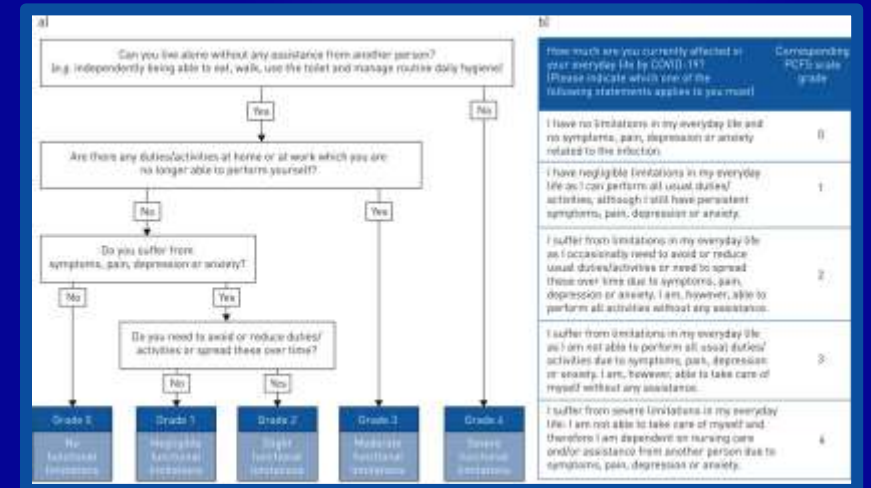 a)
Can you live alone without any assistance from another person?
(e.g. independently being able to eat, walk, use the toilet and manage routine daily hygiene)
Yes
No
Are there any duties/activities at home or at work which you are
no longer able to perform yourself?
No
Yes
Do you suffer from
symptoms, pain, depression or anxiety?
No
Yes
Do you need to avoid or reduce duties/
activities or spread these over time?
No
Yes
Grade 0
No
functional
limitations
Grade 1
Negligible
functional
limitations
Grade 2
Slight
functional
limitations
Grade 3
Moderate
functional
limitations
Grade 4
Severe
functional
limitations
b)
How much are you currently affected in
your everyday life by COVID-19?
(Please indicate which one of the
following statements applies to you most)
Corresponding
PCFS scale
grade
I have no limitations in my everyday life and
no symptoms, pain, depression or anxiety
related to the infection.
0
I have negligible limitations in my everyday
life as I can perform all usual duties/
activities, although I still have persistent
symptoms, pain, depression or anxiety.
1
I suffer from limitations in my everyday life
as I occasionally need to avoid or reduce
usual duties/activities or need to spread
these over time due to symptoms, pain,
depression or anxiety. I am, however, able to
perform all activities without any assistance.
2
I suffer from limitations in my everyday life
as I am not able to perform all usual duties/
activities due to symptoms, pain, depression
or anxiety. I am, however, able to take care of
myself without any assistance.
3
I suffer from severe limitations in my everyday
life: I am not able to take care of myself and
therefore I am dependent on nursing care
and/or assistance from another person due to
symptoms, pain, depression or anxiety.
4